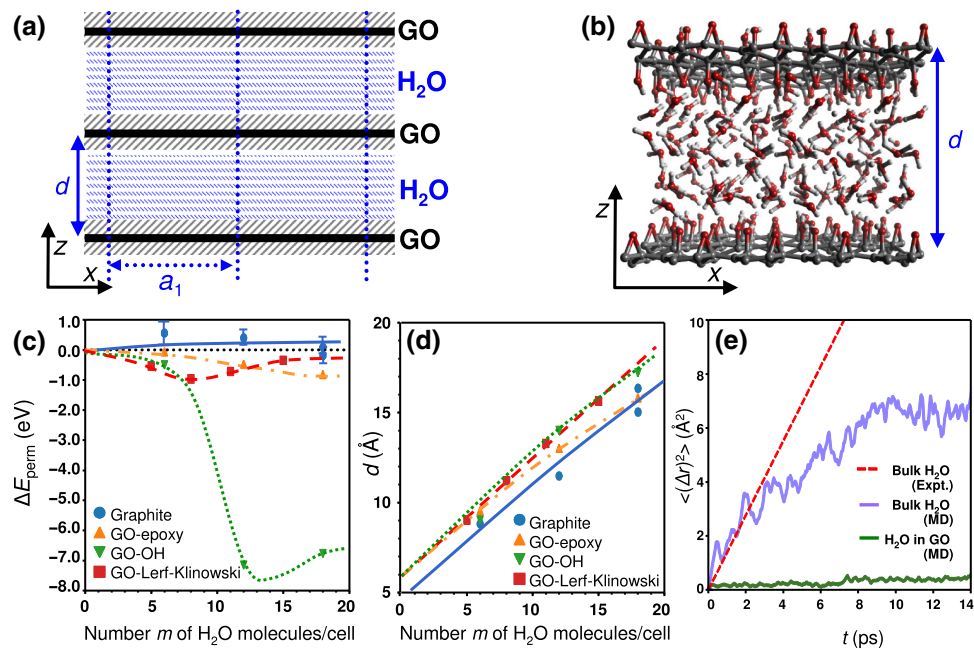 (a)
GO
H₂O
GO
H₂O
GO
d
z
x
a₁
(b)
d
z
x
(c)
1.0
0.0
−1.0
−2.0
−3.0
−4.0
−5.0
−6.0
−7.0
−8.0
ΔE_perm (eV)
Graphite
GO-epoxy
GO-OH
GO-Lerf-Klinowski
0 5 10 15 20
Number m of H₂O molecules/cell
(d)
20
15
10
5
d (Å)
Graphite
GO-epoxy
GO-OH
GO-Lerf-Klinowski
0 5 10 15 20
Number m of H₂O molecules/cell
(e)
10
8
6
4
2
0
<(Δr)²> (Å²)
Bulk H₂O
(Expt.)
Bulk H₂O
(MD)
H₂O in GO
(MD)
0 2 4 6 8 10 12 14
t (ps)